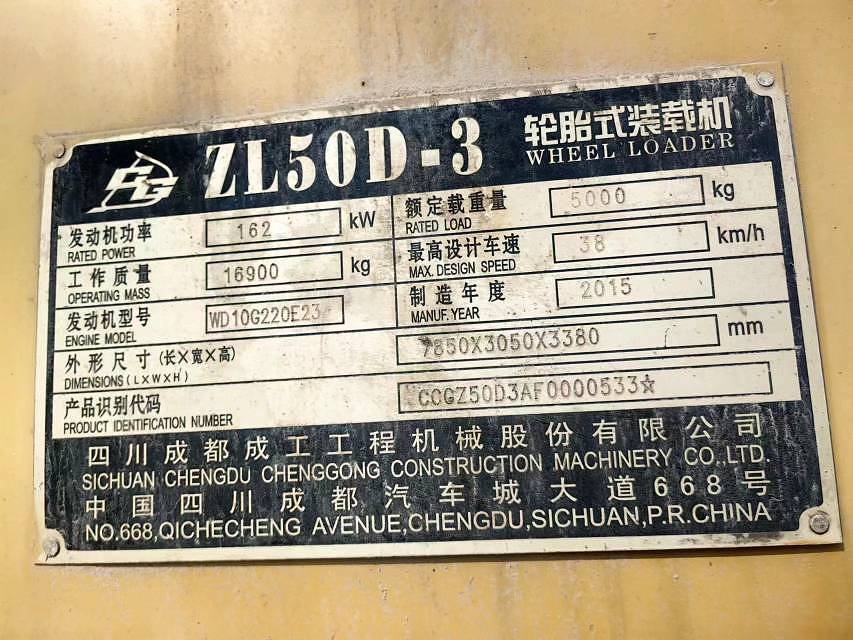 CG ZL50D-3 轮胎式装载机
WHEEL LOADER
发动机功率 162 kW
RATED POWER
额定载重量 5000 kg
RATED LOAD
工作质量 16900 kg
OPERATING MASS
最高设计车速 38 km/h
MAX. DESIGN SPEED
发动机型号 WD10G220E23
ENGINE MODEL
制造年度 2015
MANUF. YEAR
外形尺寸(长×宽×高) 7850X3050X3380 mm
DIMENSIONS(L×W×H)
产品识别代码 CCGZ50D3AF0000533☆
PRODUCT IDENTIFICATION NUMBER
四川成都成工工程机械股份有限公司
SICHUAN CHENGDU CHENGGONG CONSTRUCTION MACHINERY CO.,LTD.
中国四川成都汽车城大道668号
NO.668,QICHECHENG AVENUE,CHENGDU,SICHUAN,P.R.CHINA